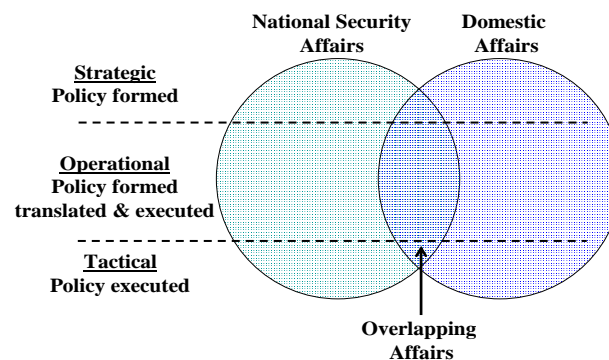 National Security
Affairs
Domestic
Affairs
Strategic
Policy formed
Operational
Policy formed
translated & executed
Tactical
Policy executed
Overlapping
Affairs